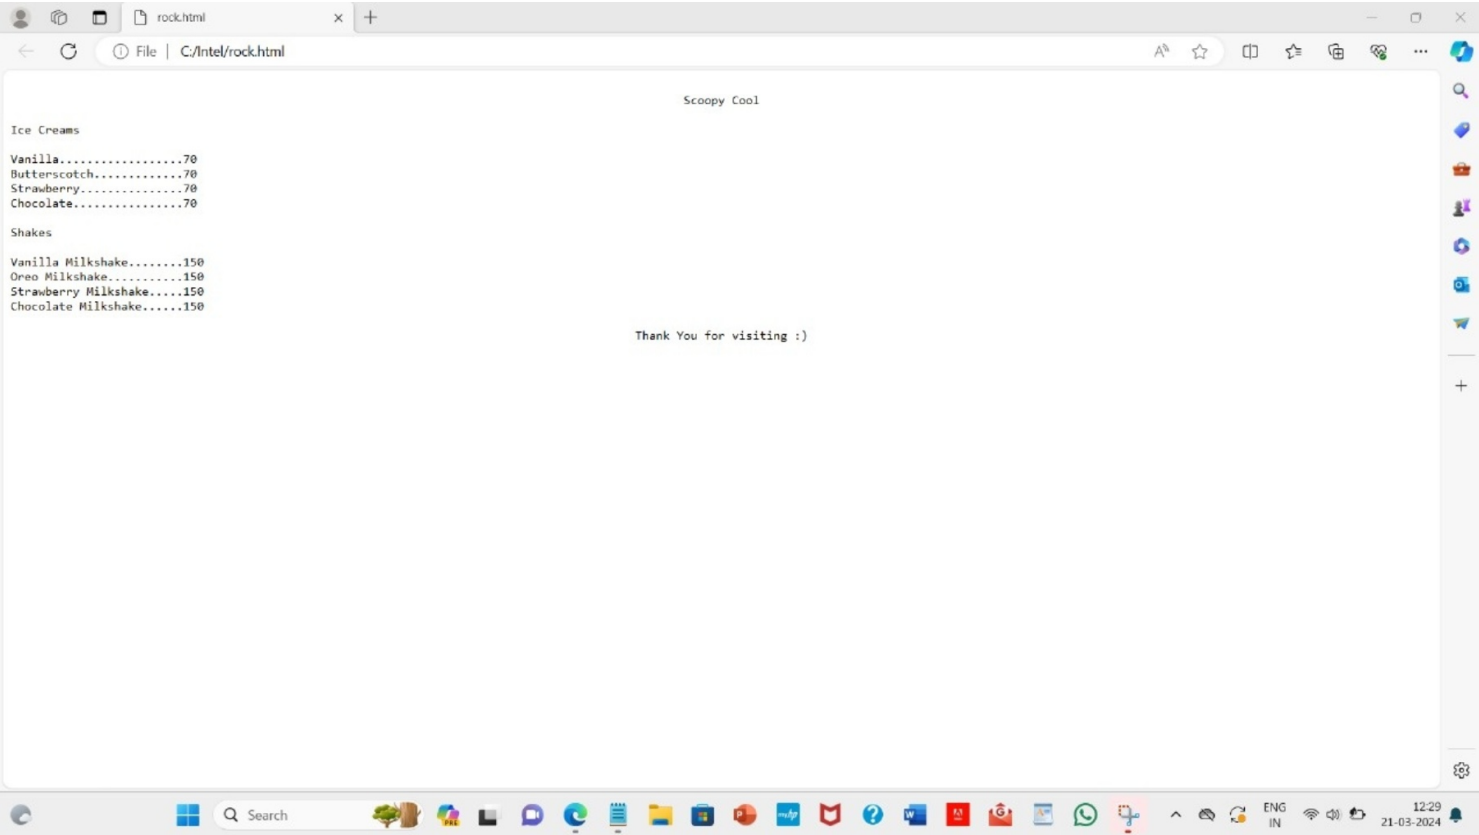 rock.html
File | C:/Intel/rock.html
Scoopy Cool
Ice Creams
Vanilla..................70
Butterscotch.............70
Strawberry...............70
Chocolate................70
Shakes
Vanilla Milkshake........150
Oreo Milkshake...........150
Strawberry Milkshake.....150
Chocolate Milkshake......150
Thank You for visiting :)
Search
PRE
ENG
IN
12:29
21-03-2024